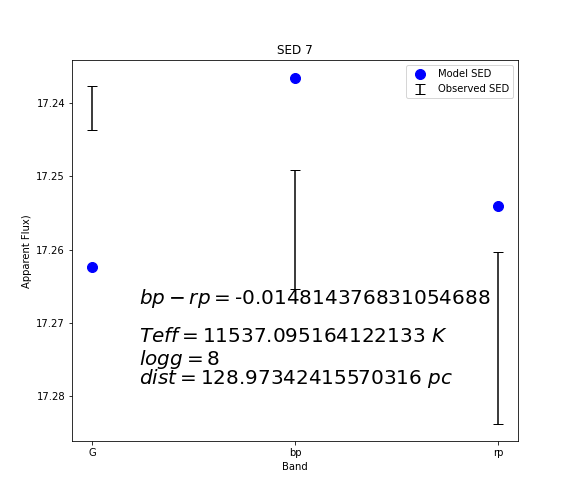 SED 7
Model SED
Observed SED
17.24
17.25
17.26
17.27
17.28
Apparent Flux)
bp − rp = -0.014814376831054688
Teff = 11537.095164122133 K
logg = 8
dist = 128.97342415570316 pc
G bp rp
Band